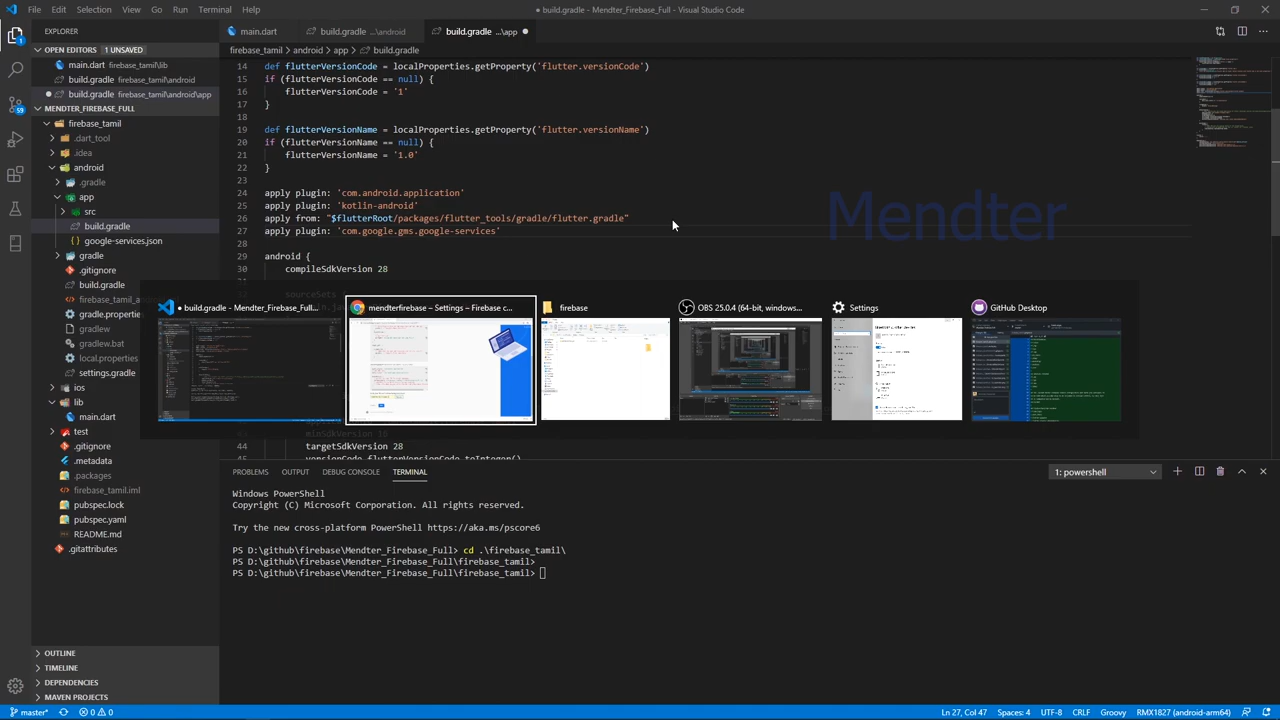 File Edit Selection View Go Run Terminal Help
● build.gradle - Mendter_Firebase_Full - Visual Studio Code
EXPLORER
OPEN EDITORS 1 UNSAVED
main.dart firebase_tamil\lib
build.gradle firebase_tamil\android
● build.gradle firebase_tamil\android\app
MENDTER_FIREBASE_FULL
firebase_tamil
.dart_tool
.idea
android
.gradle
app
src
build.gradle
google-services.json
gradle
.gitignore
build.gradle
gradle.properties
gradlew
gradlew.bat
local.properties
settings.gradle
ios
lib
main.dart
test
.gitignore
.metadata
.packages
firebase_tamil.iml
pubspec.lock
pubspec.yaml
README.md
.gitattributes
OUTLINE
TIMELINE
DEPENDENCIES
MAVEN PROJECTS
main.dart
build.gradle ...\android
build.gradle ...\app ●
firebase_tamil > android > app > build.gradle
14 def flutterVersionCode = localProperties.getProperty('flutter.versionCode')
15 if (flutterVersionCode == null) {
16 flutterVersionCode = '1'
17 }
18
19 def flutterVersionName = localProperties.getProperty('flutter.versionName')
20 if (flutterVersionName == null) {
21 flutterVersionName = '1.0'
22 }
23
24 apply plugin: 'com.android.application'
25 apply plugin: 'kotlin-android'
26 apply from: "$flutterRoot/packages/flutter_tools/gradle/flutter.gradle"
27 apply plugin: 'com.google.gms.google-services'
28
29 android {
30 compileSdkVersion 28
Mendter
● build.gradle - Mendter_Firebase_Full...
mendterfirebase – Settings – Firebase c...
firebase
OBS 25.0.4 (64-bit, windows)
Settings
GitHub Desktop
44 targetSdkVersion 28
PROBLEMS OUTPUT DEBUG CONSOLE TERMINAL
1: powershell
Windows PowerShell
Copyright (C) Microsoft Corporation. All rights reserved.
Try the new cross-platform PowerShell https://aka.ms/pscore6
PS D:\github\firebase\Mendter_Firebase_Full> cd .\firebase_tamil\
PS D:\github\firebase\Mendter_Firebase_Full\firebase_tamil>
PS D:\github\firebase\Mendter_Firebase_Full\firebase_tamil>
master* 0 0
Ln 27, Col 47 Spaces: 4 UTF-8 CRLF Groovy RMX1827 (android-arm64)